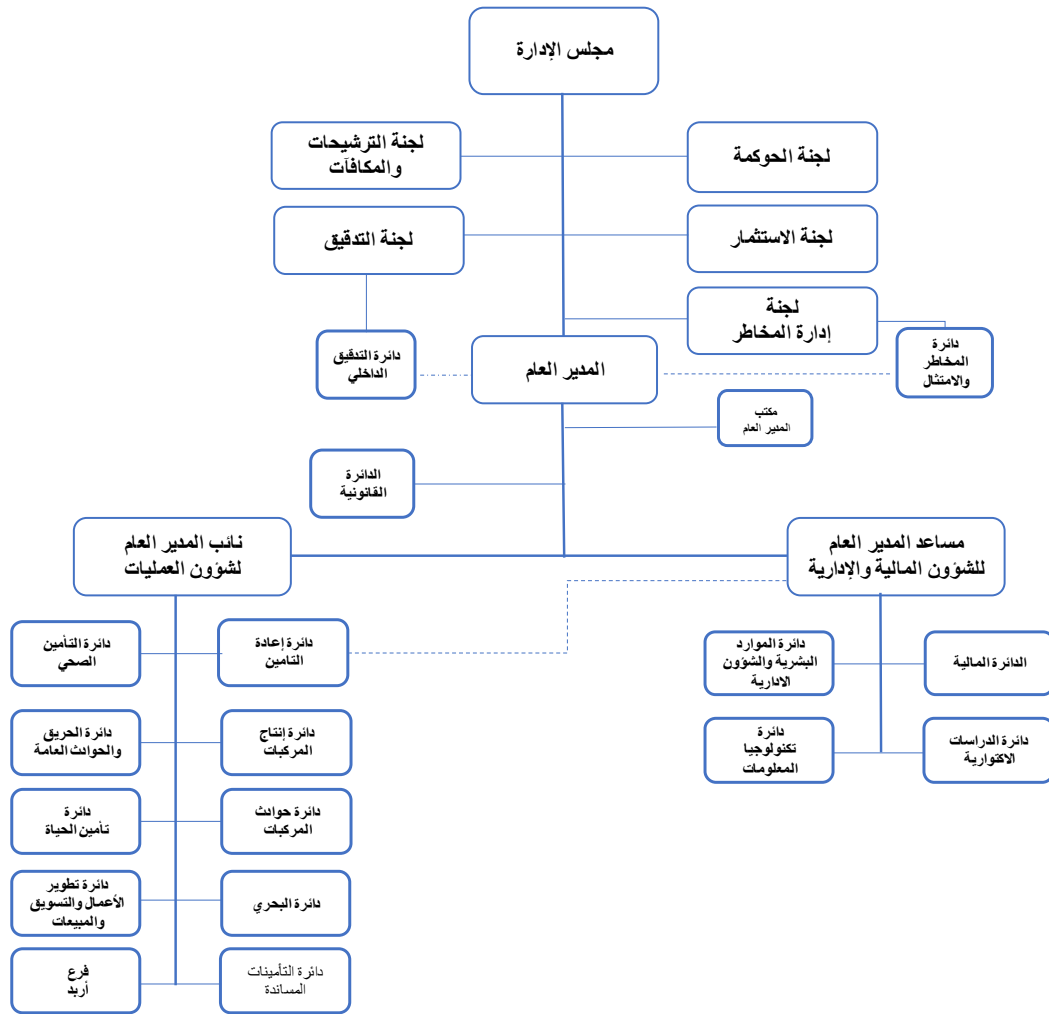 مجلس الإدارة
لجنة الترشيحات
والمكافآت
لجنة الحوكمة
لجنة التدقيق
لجنة الاستثمار
لجنة
إدارة المخاطر
دائرة التدقيق
الداخلي
المدير العام
دائرة
المخاطر
والامتثال
مكتب
المدير العام
الدائرة
القانونية
مساعد المدير العام
للشؤون المالية والإدارية
نائب المدير العام
لشؤون العمليات
الدائرة المالية
دائرة الموارد
البشرية والشؤون
الادارية
دائرة الدراسات
الاكتوارية
دائرة
تكنولوجيا
المعلومات
دائرة إعادة
التامين
دائرة التأمين
الصحي
دائرة إنتاج
المركبات
دائرة الحريق
والحوادث العامة
دائرة حوادث
المركبات
دائرة
تأمين الحياة
دائرة البحري
دائرة تطوير
الأعمال والتسويق
والمبيعات
دائرة التأمينات
المساندة
فرع
أربد